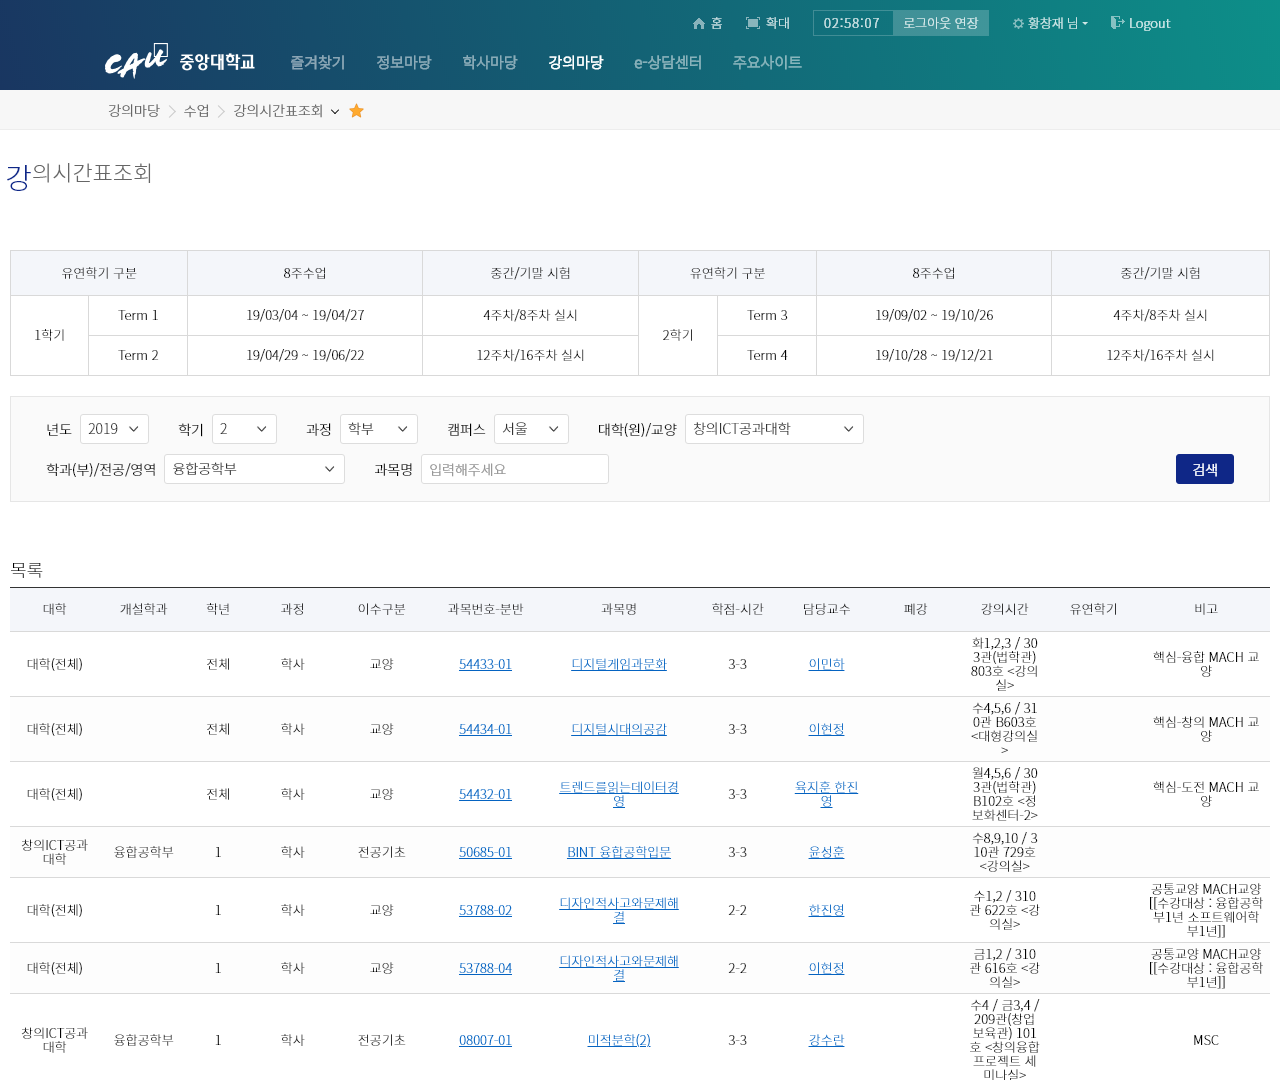 홈 확대 02:58:07 로그아웃 연장 황창재 님 Logout
CAU 중앙대학교 즐겨찾기 정보마당 학사마당 강의마당 e-상담센터 주요사이트
강의마당 수업 강의시간표조회
강의시간표조회
유연학기 구분 8주수업 중간/기말 시험 유연학기 구분 8주수업 중간/기말 시험
1학기 Term 1 19/03/04 ~ 19/04/27 4주차/8주차 실시 2학기 Term 3 19/09/02 ~ 19/10/26 4주차/8주차 실시
Term 2 19/04/29 ~ 19/06/22 12주차/16주차 실시 Term 4 19/10/28 ~ 19/12/21 12주차/16주차 실시
년도 2019 학기 2 과정 학부 캠퍼스 서울 대학(원)/교양 창의ICT공과대학
학과(부)/전공/영역 융합공학부 과목명 입력해주세요 검색
목록
대학 개설학과 학년 과정 이수구분 과목번호-분반 과목명 학점-시간 담당교수 폐강 강의시간 유연학기 비고
대학(전체) 전체 학사 교양 54433-01 디지털게임과문화 3-3 이민하
화1,2,3 / 30
3관(법학관)
803호 <강의
실>
핵심-융합 MACH 교
양
대학(전체) 전체 학사 교양 54434-01 디지털시대의공감 3-3 이현정
수4,5,6 / 31
0관 B603호
<대형강의실
>
핵심-창의 MACH 교
양
대학(전체) 전체 학사 교양 54432-01
트렌드를읽는데이터경
영
3-3
육지훈 한진
영
월4,5,6 / 30
3관(법학관)
B102호 <정
보화센터-2>
핵심-도전 MACH 교
양
창의ICT공과
대학
융합공학부 1 학사 전공기초 50685-01 BINT 융합공학입문 3-3 윤성훈
수8,9,10 / 3
10관 729호
<강의실>
대학(전체) 1 학사 교양 53788-02
디자인적사고와문제해
결
2-2 한진영
수1,2 / 310
관 622호 <강
의실>
공통교양 MACH교양
[[수강대상 : 융합공학
부1년 소프트웨어학
부1년]]
대학(전체) 1 학사 교양 53788-04
디자인적사고와문제해
결
2-2 이현정
금1,2 / 310
관 616호 <강
의실>
공통교양 MACH교양
[[수강대상 : 융합공학
부1년]]
창의ICT공과
대학
융합공학부 1 학사 전공기초 08007-01 미적분학(2) 3-3 강수란
수4 / 금3,4 /
209관(창업
보육관) 101
호 <창의융합
프로젝트 세
미나실>
MSC